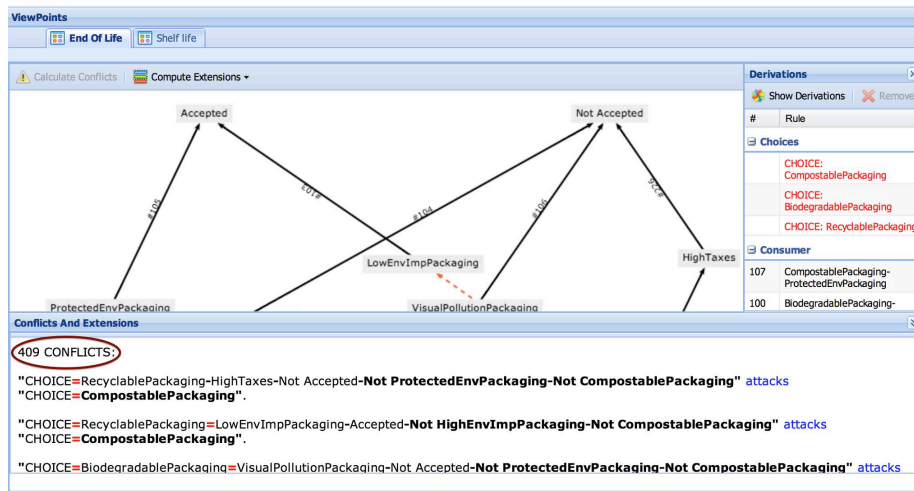 ViewPoints
End Of Life
Shelf life
Calculate Conflicts
Compute Extensions
Accepted
Not Accepted
#105
#103
#104
#106
#226
LowEnvImpPackaging
HighTaxes
ProtectedEnvPackaging
VisualPollutionPackaging
Derivations
Show Derivations
Remove
# Rule
Choices
CHOICE:
CompostablePackaging
CHOICE:
BiodegradablePackaging
CHOICE: RecyclablePackaging
Consumer
107 CompostablePackaging-
ProtectedEnvPackaging
100 BiodegradablePackaging-
Conflicts And Extensions
409 CONFLICTS:
"CHOICE=RecyclablePackaging-HighTaxes-Not Accepted-Not ProtectedEnvPackaging-Not CompostablePackaging" attacks
"CHOICE=CompostablePackaging".
"CHOICE=RecyclablePackaging=LowEnvImpPackaging-Accepted-Not HighEnvImpPackaging-Not CompostablePackaging" attacks
"CHOICE=CompostablePackaging".
"CHOICE=BiodegradablePackaging=VisualPollutionPackaging-Not Accepted-Not ProtectedEnvPackaging-Not CompostablePackaging" attacks